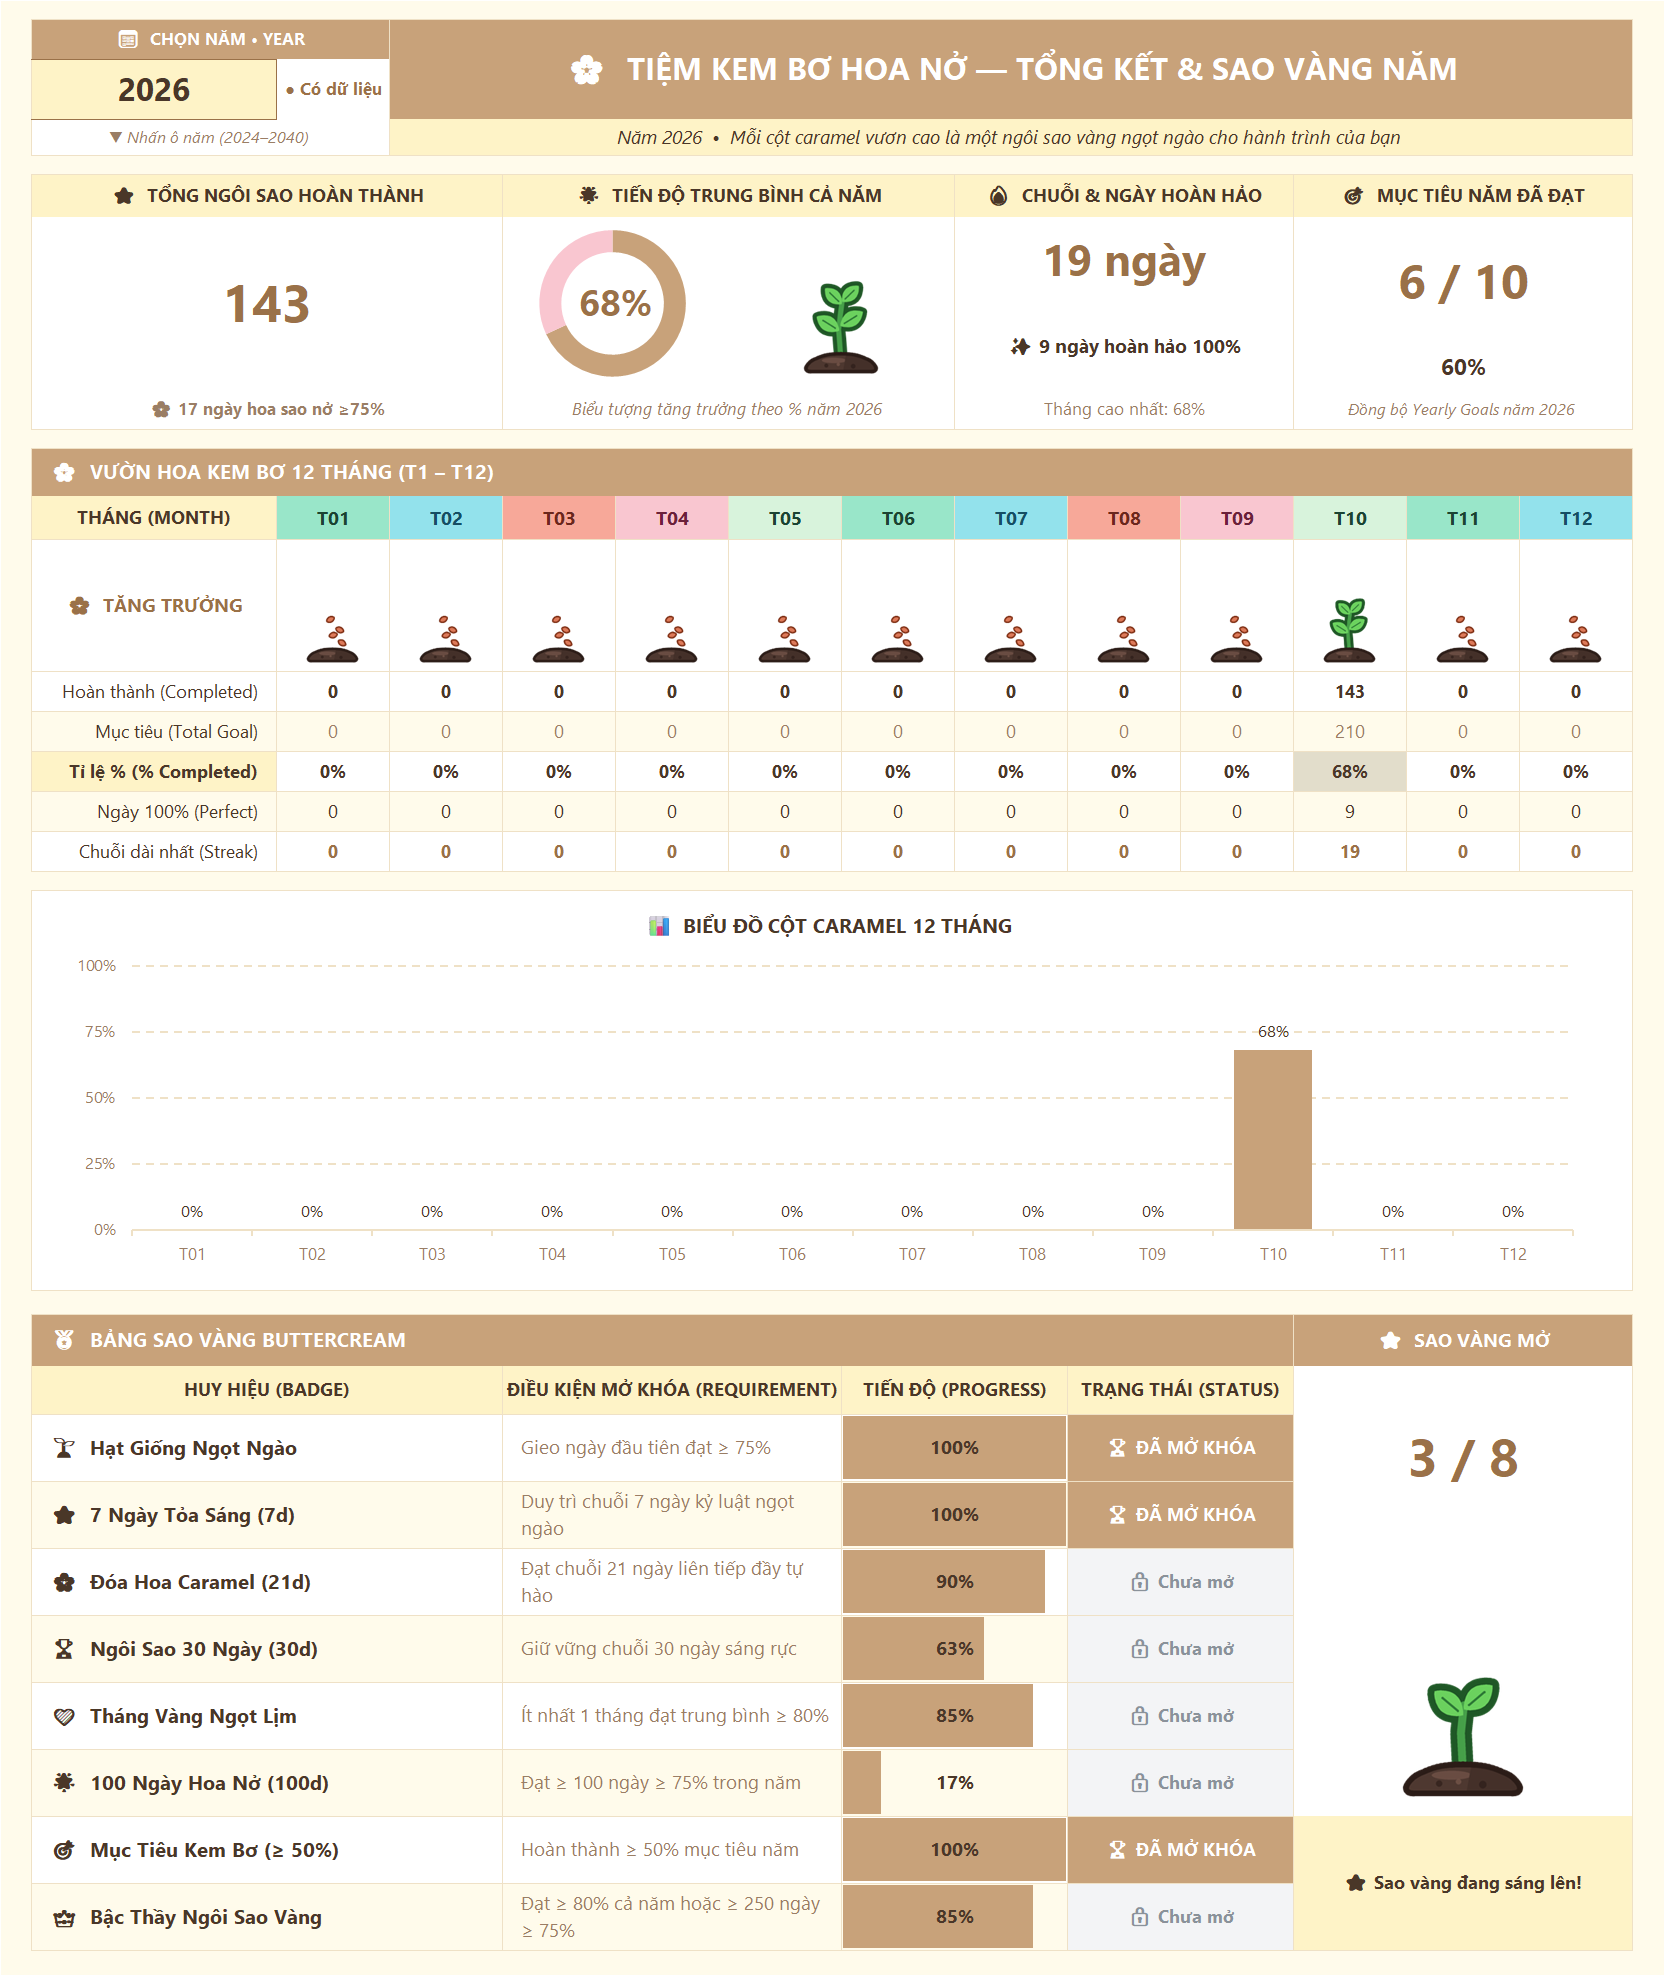 CHỌN NĂM • YEAR
2026
● Có dữ liệu
▼ Nhấn ô năm (2024–2040)
TIỆM KEM BƠ HOA NỞ — TỔNG KẾT & SAO VÀNG NĂM
Năm 2026 • Mỗi cột caramel vươn cao là một ngôi sao vàng ngọt ngào cho hành trình của bạn
TỔNG NGÔI SAO HOÀN THÀNH
143
17 ngày hoa sao nở ≥75%
TIẾN ĐỘ TRUNG BÌNH CẢ NĂM
68%
Biểu tượng tăng trưởng theo % năm 2026
CHUỖI & NGÀY HOÀN HẢO
19 ngày
9 ngày hoàn hảo 100%
Tháng cao nhất: 68%
MỤC TIÊU NĂM ĐÃ ĐẠT
6 / 10
60%
Đồng bộ Yearly Goals năm 2026
VƯỜN HOA KEM BƠ 12 THÁNG (T1 – T12)
THÁNG (MONTH) T01 T02 T03 T04 T05 T06 T07 T08 T09 T10 T11 T12
TĂNG TRƯỞNG
Hoàn thành (Completed) 0 0 0 0 0 0 0 0 0 143 0 0
Mục tiêu (Total Goal) 0 0 0 0 0 0 0 0 0 210 0 0
Tỉ lệ % (% Completed) 0% 0% 0% 0% 0% 0% 0% 0% 0% 68% 0% 0%
Ngày 100% (Perfect) 0 0 0 0 0 0 0 0 0 9 0 0
Chuỗi dài nhất (Streak) 0 0 0 0 0 0 0 0 0 19 0 0
BIỂU ĐỒ CỘT CARAMEL 12 THÁNG
100%
75%
68%
50%
25%
0% 0% 0% 0% 0% 0% 0% 0% 0% 0% 0%
0%
T01 T02 T03 T04 T05 T06 T07 T08 T09 T10 T11 T12
BẢNG SAO VÀNG BUTTERCREAM
SAO VÀNG MỞ
HUY HIỆU (BADGE) ĐIỀU KIỆN MỞ KHÓA (REQUIREMENT) TIẾN ĐỘ (PROGRESS) TRẠNG THÁI (STATUS)
Hạt Giống Ngọt Ngào Gieo ngày đầu tiên đạt ≥ 75% 100% ĐÃ MỞ KHÓA
3 / 8
7 Ngày Tỏa Sáng (7d) Duy trì chuỗi 7 ngày kỷ luật ngọt
ngào 100% ĐÃ MỞ KHÓA
Đóa Hoa Caramel (21d) Đạt chuỗi 21 ngày liên tiếp đầy tự
hào 90% Chưa mở
Ngôi Sao 30 Ngày (30d) Giữ vững chuỗi 30 ngày sáng rực 63% Chưa mở
Tháng Vàng Ngọt Lịm Ít nhất 1 tháng đạt trung bình ≥ 80% 85% Chưa mở
100 Ngày Hoa Nở (100d) Đạt ≥ 100 ngày ≥ 75% trong năm 17% Chưa mở
Mục Tiêu Kem Bơ (≥ 50%) Hoàn thành ≥ 50% mục tiêu năm 100% ĐÃ MỞ KHÓA
Sao vàng đang sáng lên!
Bậc Thầy Ngôi Sao Vàng Đạt ≥ 80% cả năm hoặc ≥ 250 ngày
≥ 75% 85% Chưa mở